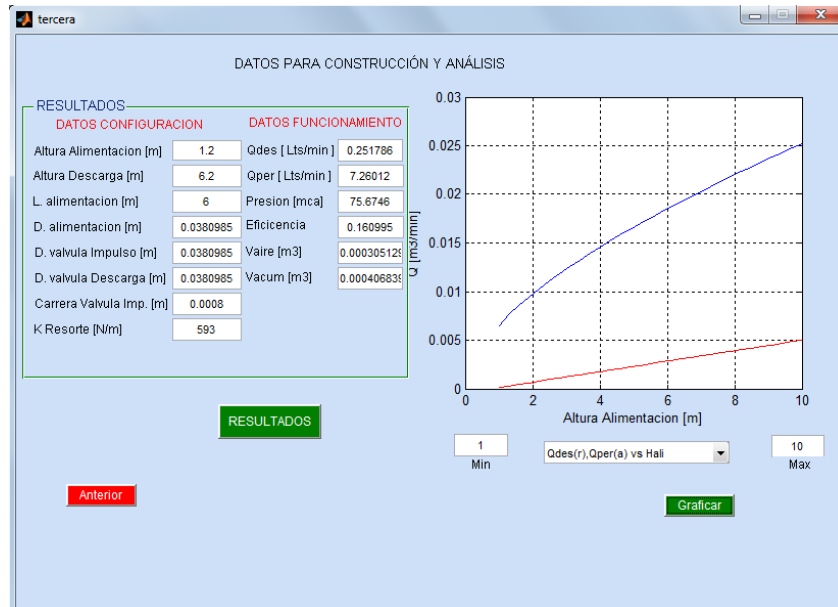 tercera
DATOS PARA CONSTRUCCIÓN Y ANÁLISIS
RESULTADOS
DATOS CONFIGURACION
DATOS FUNCIONAMIENTO
Altura Alimentacion [m] 1.2 Qdes [ Lts/min ] 0.251786
Altura Descarga [m] 6.2 Qper [ Lts/min ] 7.26012
L. alimentacion [m] 6 Presion [mca] 75.6746
D. alimentacion [m] 0.0380985 Eficicencia 0.160995
D. valvula Impulso [m] 0.0380985 Vaire [m3] 0.000305129
D. valvula Descarga [m] 0.0380985 Vacum [m3] 0.000406839
Carrera Valvula Imp. [m] 0.0008
K Resorte [N/m] 593
RESULTADOS
Anterior
Q [m3/min]
0.03
0.025
0.02
0.015
0.01
0.005
0
0 2 4 6 8 10
Altura Alimentacion [m]
1 Qdes(r),Qper(a) vs Hali 10
Min Max
Graficar